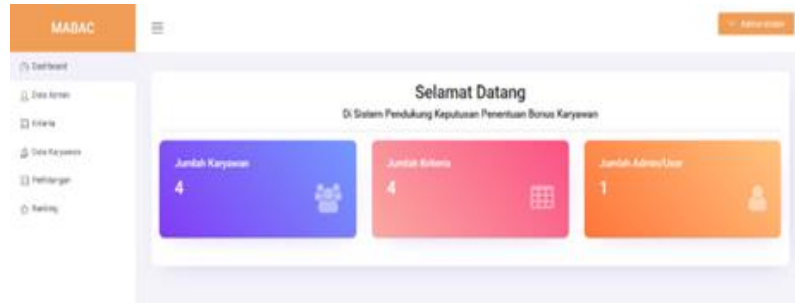 MABAC
Administrator
Dashboard
Data Admin
Kriteria
Data Karyawan
Perhitungan
Ranking
Selamat Datang
Di Sistem Pendukung Keputusan Penentuan Bonus Karyawan
Jumlah Karyawan
4
Jumlah Kriteria
4
Jumlah Admin/User
1